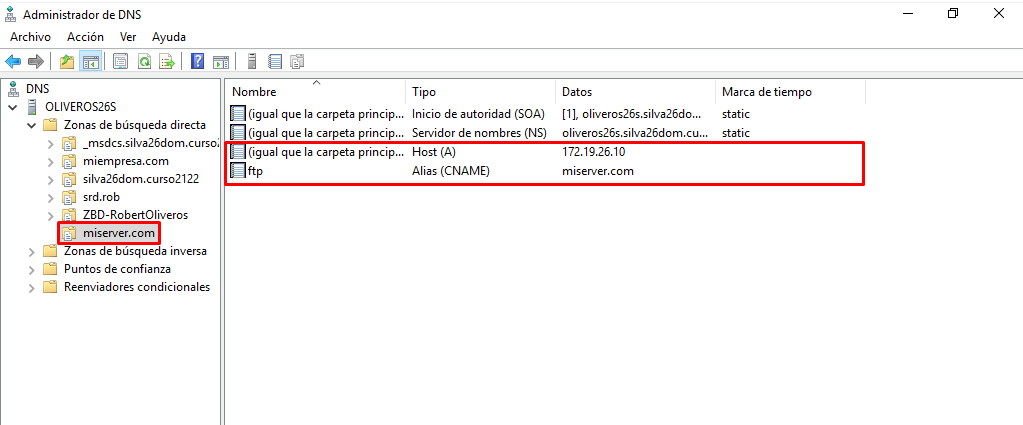 Administrador de DNS
Archivo Acción Ver Ayuda
DNS
OLIVEROS26S
Zonas de búsqueda directa
_msdcs.silva26dom.curso2
miempresa.com
silva26dom.curso2122
srd.rob
ZBD-RobertOliveros
miserver.com
Zonas de búsqueda inversa
Puntos de confianza
Reenviadores condicionales
Nombre Tipo Datos Marca de tiempo
(igual que la carpeta princip... Inicio de autoridad (SOA) [1], oliveros26s.silva26do... static
(igual que la carpeta princip... Servidor de nombres (NS) oliveros26s.silva26dom.cu... static
(igual que la carpeta princip... Host (A) 172.19.26.10
ftp Alias (CNAME) miserver.com